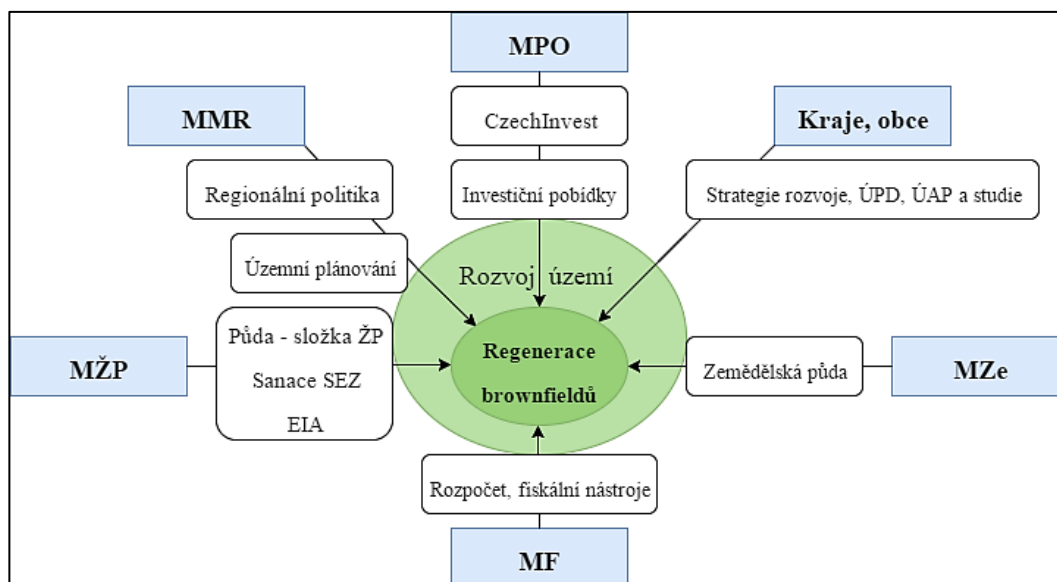 MPO
MMR
CzechInvest
Kraje, obce
Regionální politika
Investiční pobídky
Strategie rozvoje, ÚPD, ÚAP a studie
Územní plánování
Rozvoj území
Půda - složka ŽP
Sanace SEZ
EIA
MŽP
Regenerace
brownfieldů
Zemědělská půda
MZe
Rozpočet, fiskální nástroje
MF